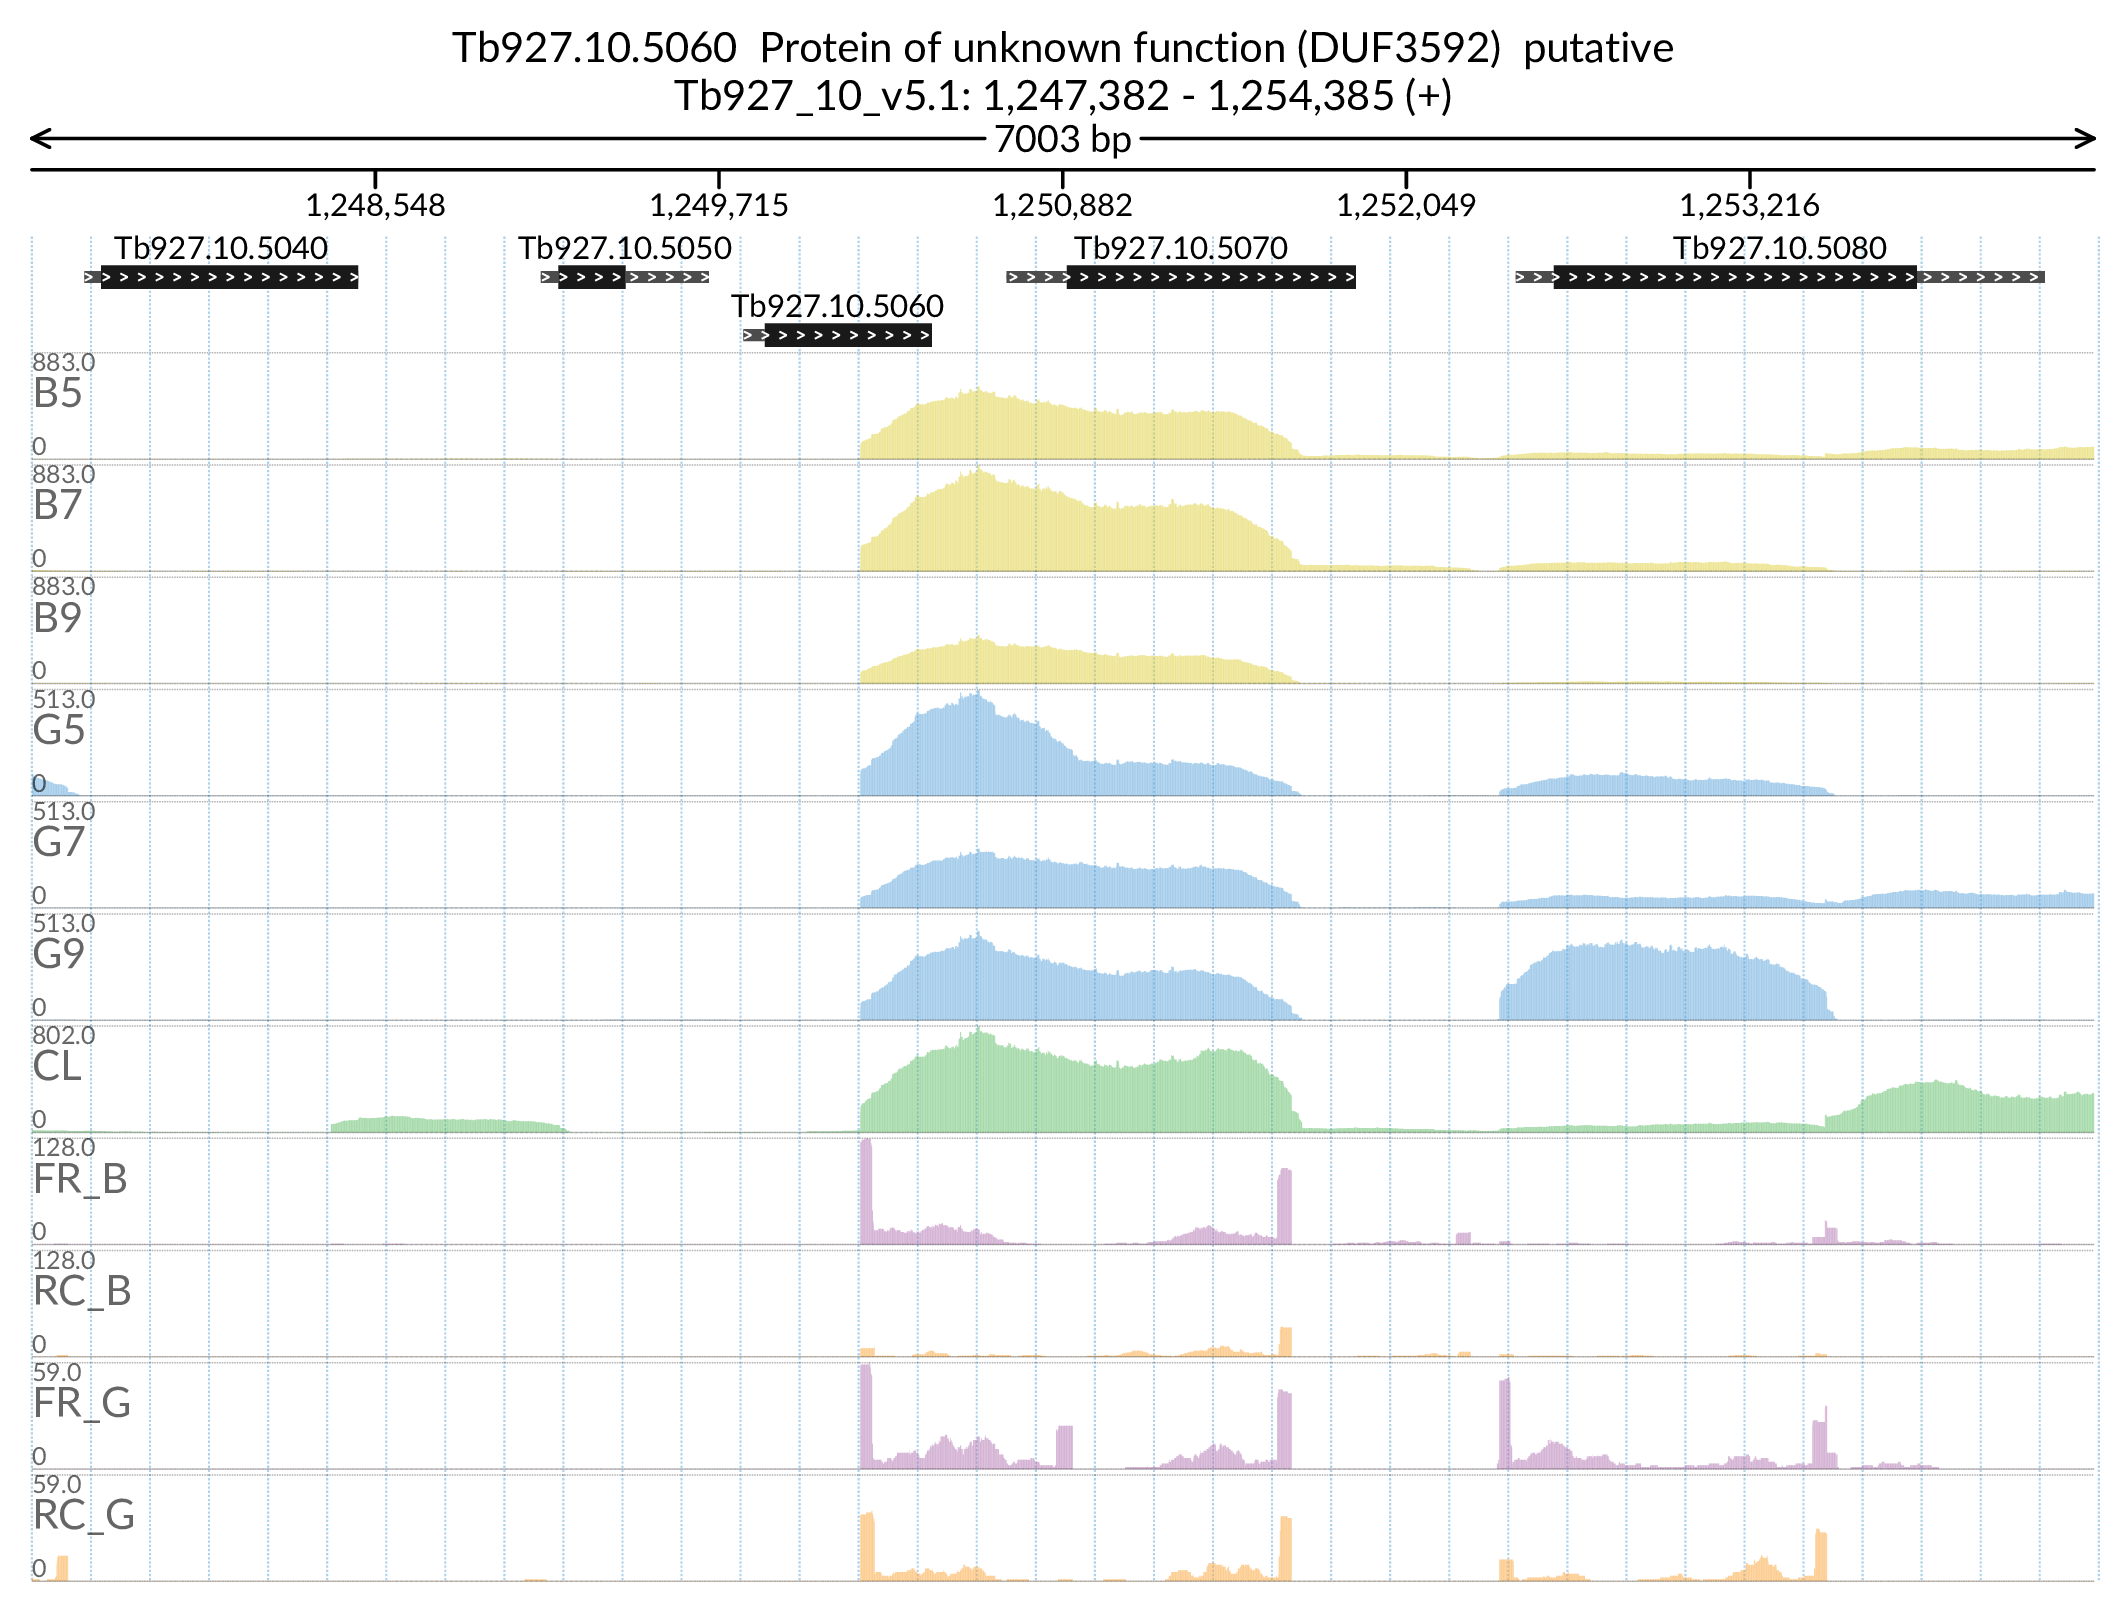 Tb927.10.5060  Protein of unknown function (DUF3592)  putative
Tb927_10_v5.1: 1,247,382 - 1,254,385 (+)
7003 bp
1,248,548 1,249,715 1,250,882 1,252,049 1,253,216
Tb927.10.5040 Tb927.10.5050 Tb927.10.5070 Tb927.10.5080
Tb927.10.5060
883.0
B5
0
883.0
B7
0
883.0
B9
0
513.0
G5
0
513.0
G7
0
513.0
G9
0
802.0
CL
0
128.0
FR_B
0
128.0
RC_B
0
59.0
FR_G
0
59.0
RC_G
0